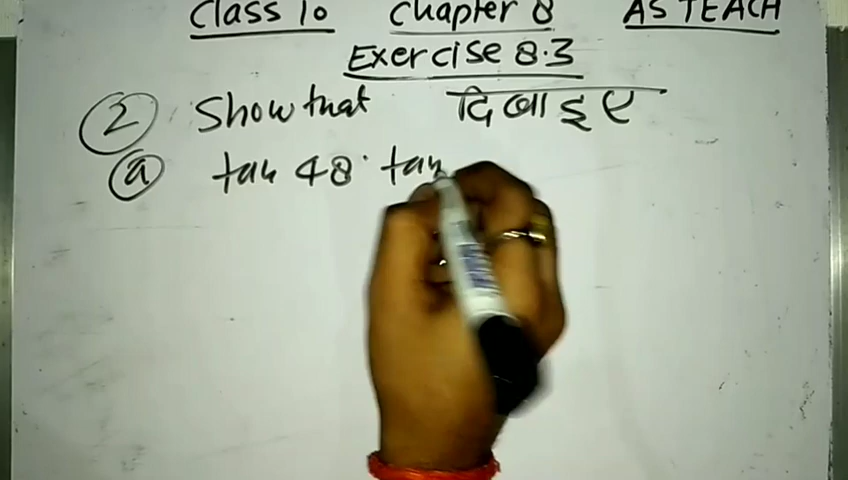 Class 10 Chapter 8 AS TEACH
Exercise 8.3
2 Show that दिखाइए
a tan 48° tan